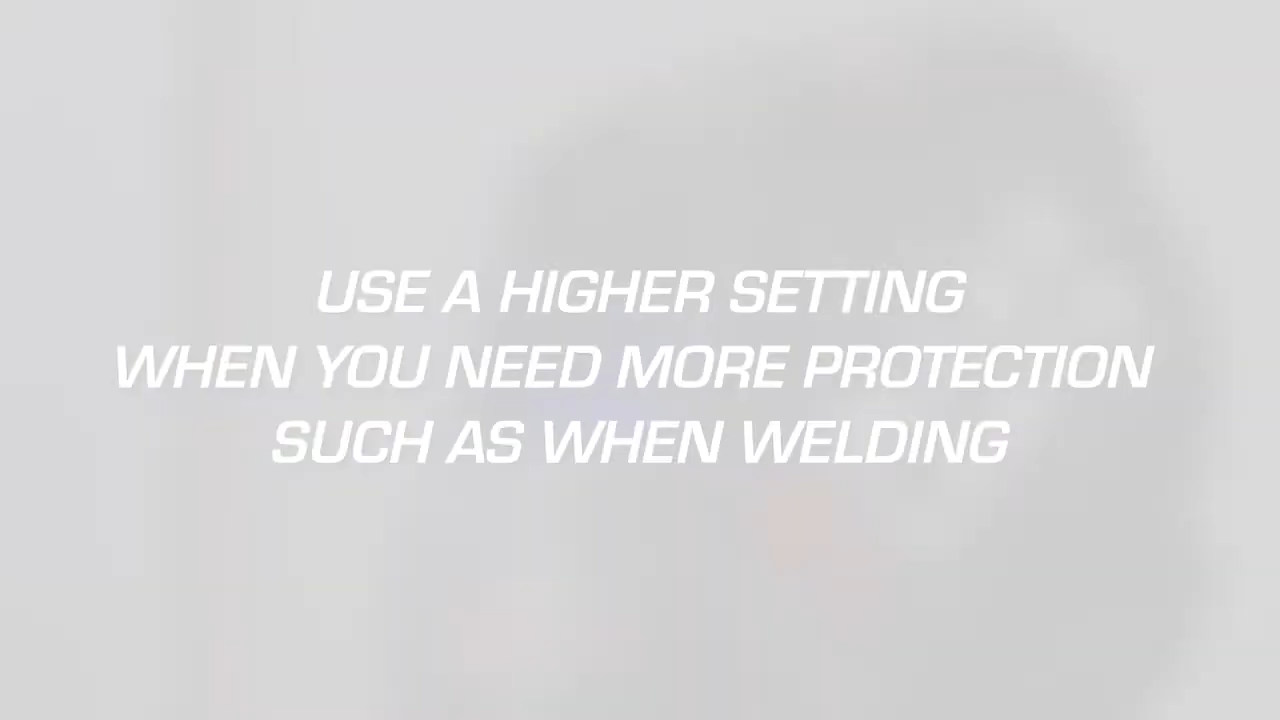 USE A HIGHER SETTING
WHEN YOU NEED MORE PROTECTION
SUCH AS WHEN WELDING